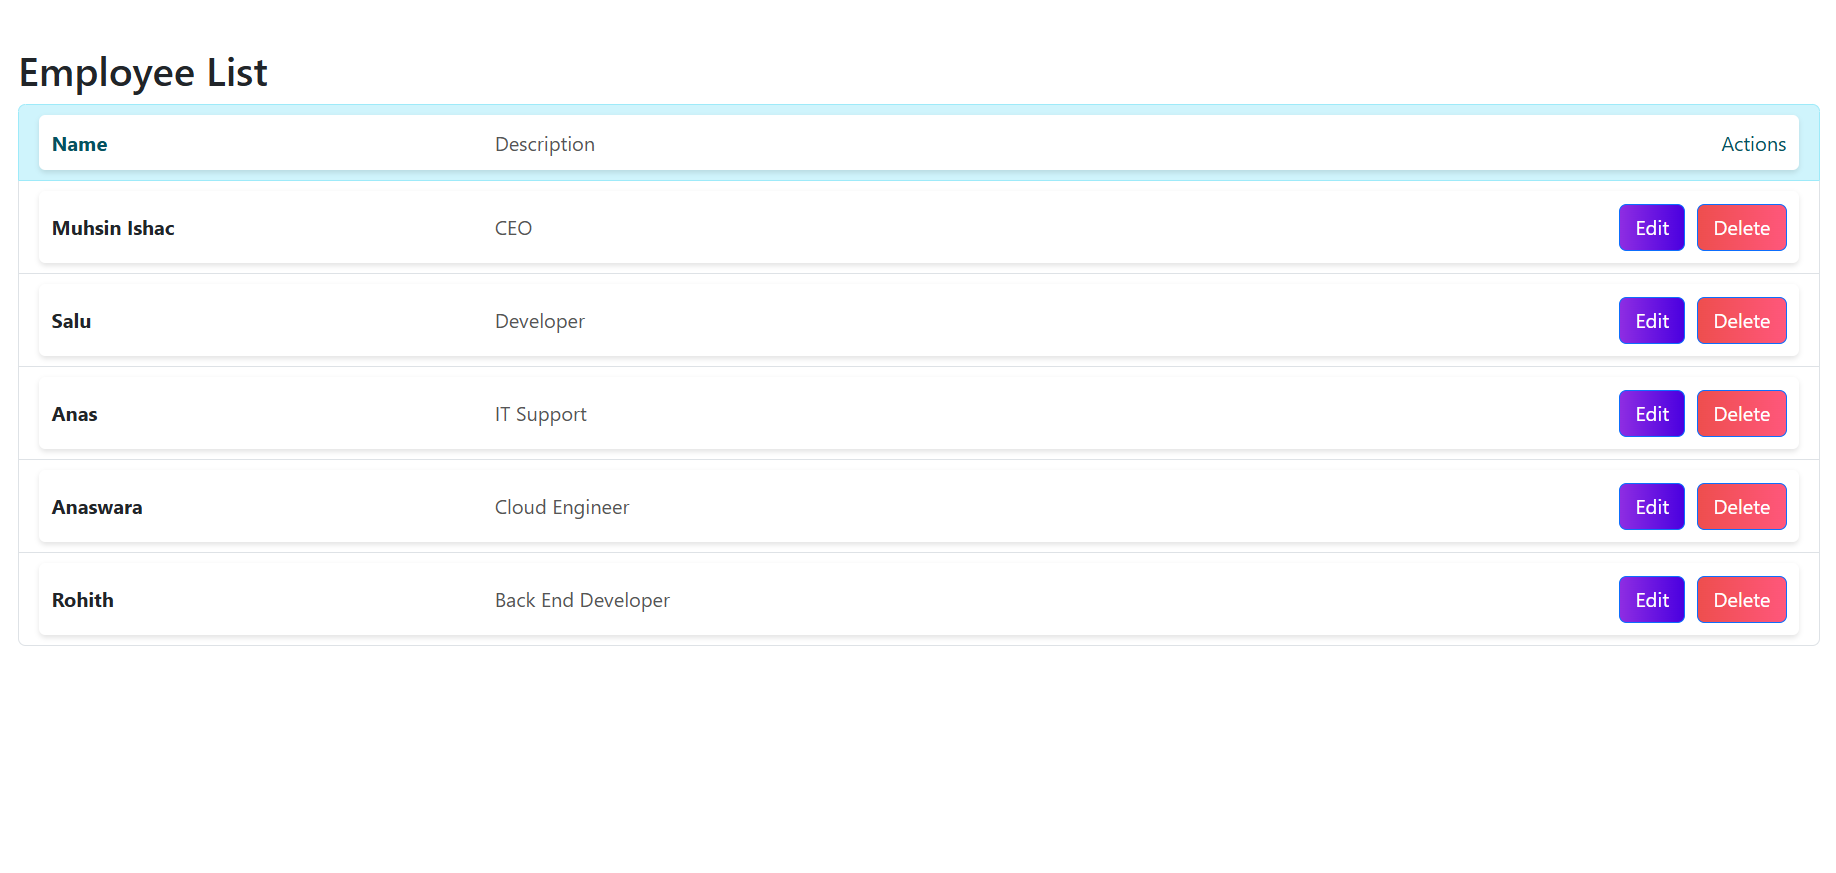 Employee List
Name Description Actions
Muhsin Ishac CEO Edit Delete
Salu Developer Edit Delete
Anas IT Support Edit Delete
Anaswara Cloud Engineer Edit Delete
Rohith Back End Developer Edit Delete